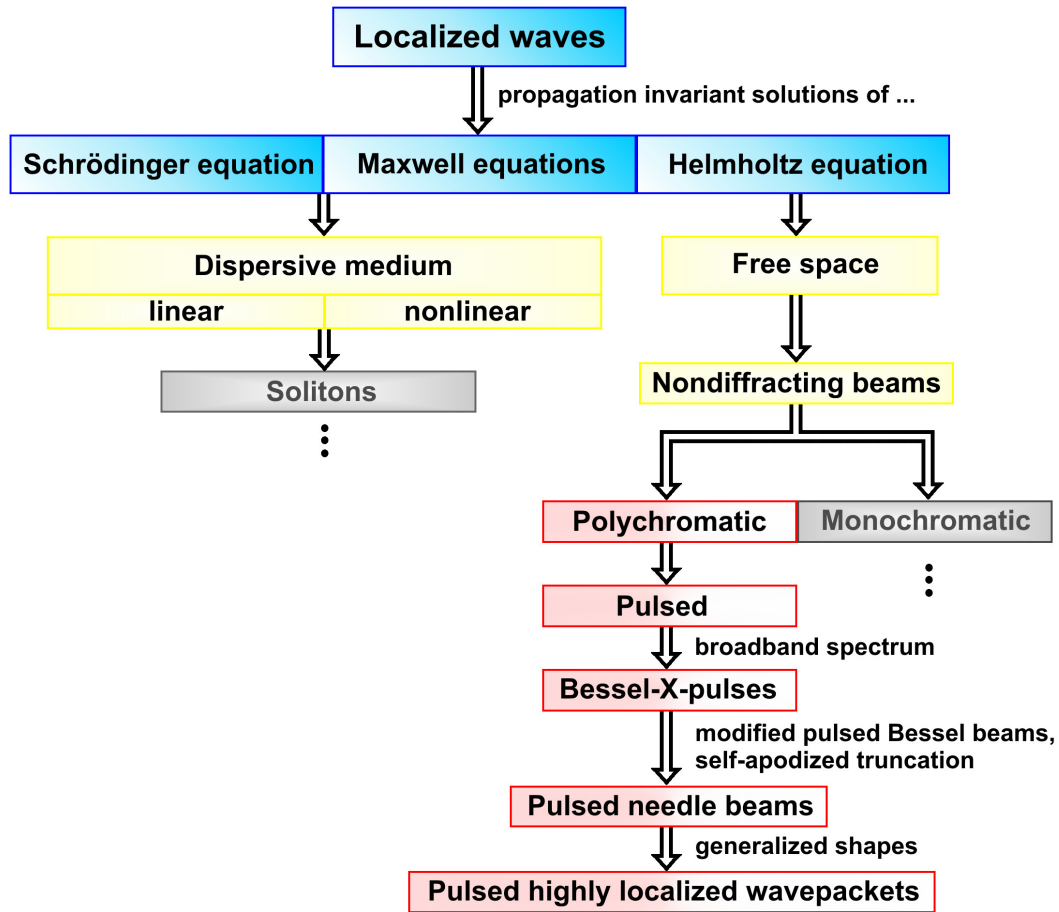 Localized waves
propagation invariant solutions of ...
Schrödinger equation
Maxwell equations
Helmholtz equation
Dispersive medium
linear
nonlinear
Free space
Solitons
Nondiffracting beams
Polychromatic
Monochromatic
Pulsed
broadband spectrum
Bessel-X-pulses
modified pulsed Bessel beams,
self-apodized truncation
Pulsed needle beams
generalized shapes
Pulsed highly localized wavepackets